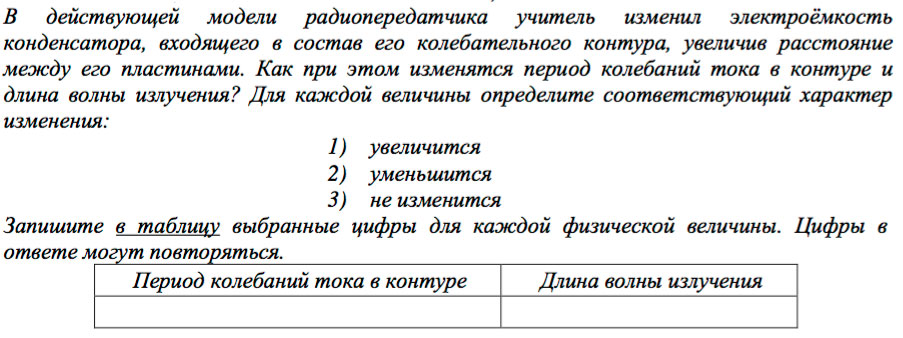 В действующей модели радиопередатчика учитель изменил электроёмкость
конденсатора, входящего в состав его колебательного контура, увеличив расстояние
между его пластинами. Как при этом изменятся период колебаний тока в контуре и
длина волны излучения? Для каждой величины определите соответствующий характер
изменения:
1) увеличится
2) уменьшится
3) не изменится
Запишите в таблицу выбранные цифры для каждой физической величины. Цифры в
ответе могут повторяться.
Период колебаний тока в контуре Длина волны излучения